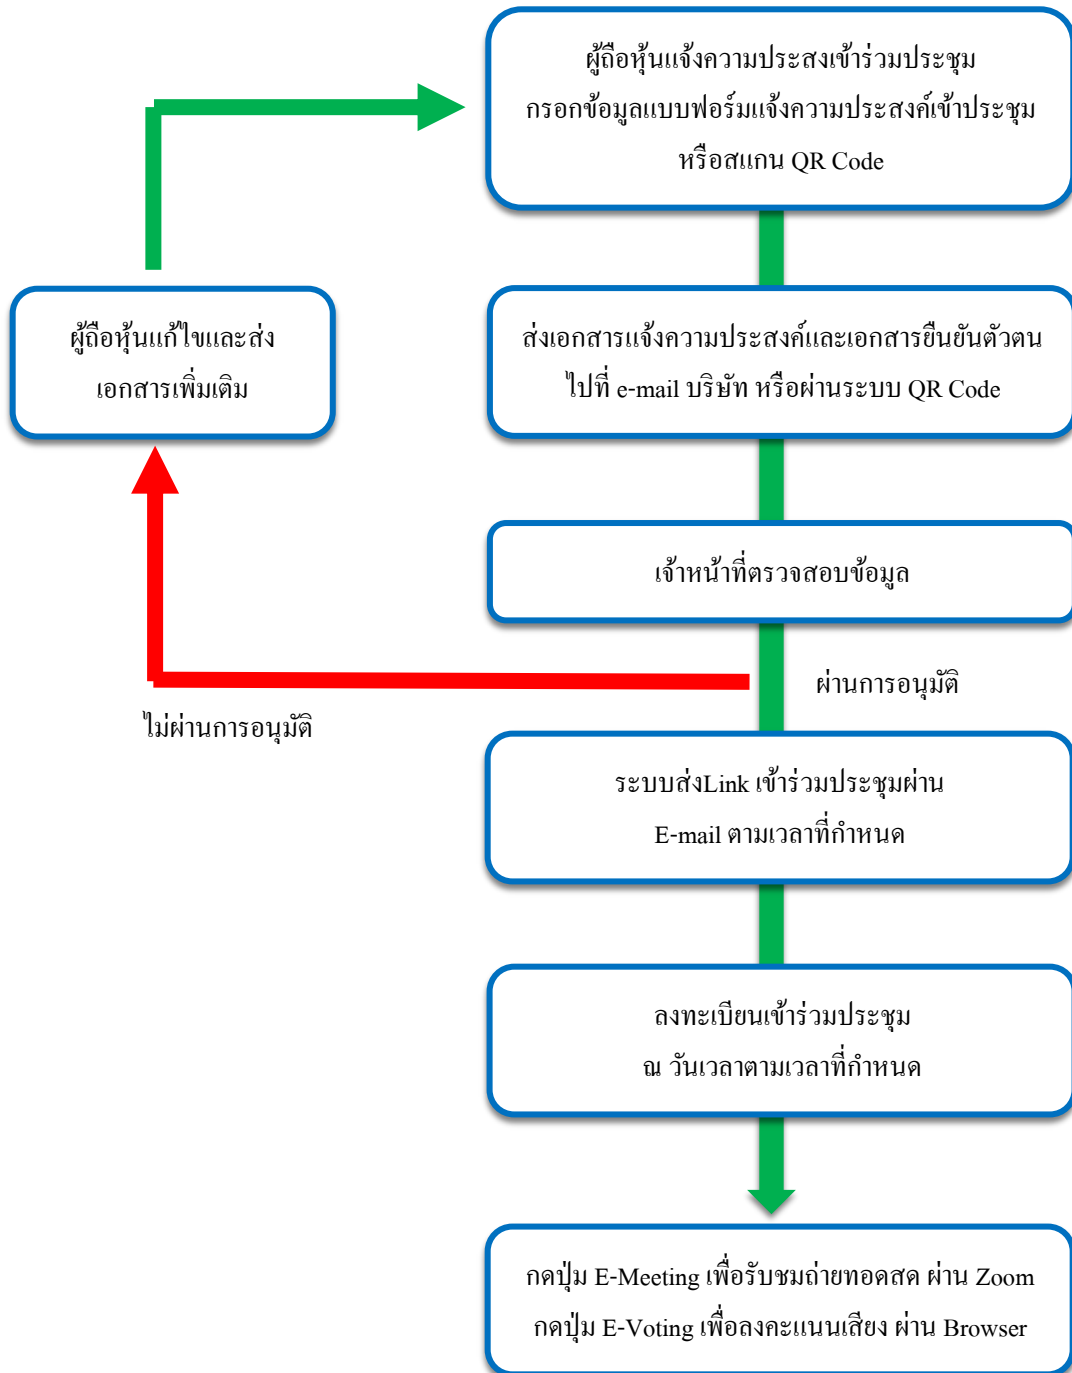 ผู้ถือหุ้นแจ้งความประสงเข้าร่วมประชุม
กรอกข้อมูลแบบฟอร์มแจ้งความประสงค์เข้าประชุม
หรือสแกน QR Code
ผู้ถือหุ้นแก้ไขและส่ง
เอกสารเพิ่มเติม
ส่งเอกสารแจ้งความประสงค์และเอกสารยืนยันตัวตน
ไปที่ e-mail บริษัท หรือผ่านระบบ QR Code
เจ้าหน้าที่ตรวจสอบข้อมูล
ผ่านการอนุมัติ
ไม่ผ่านการอนุมัติ
ระบบส่งLink เข้าร่วมประชุมผ่าน
E-mail ตามเวลาที่กำหนด
ลงทะเบียนเข้าร่วมประชุม
ณ วันเวลาตามเวลาที่กำหนด
กดปุ่ม E-Meeting เพื่อรับชมถ่ายทอดสด ผ่าน Zoom
กดปุ่ม E-Voting เพื่อลงคะแนนเสียง ผ่าน Browser